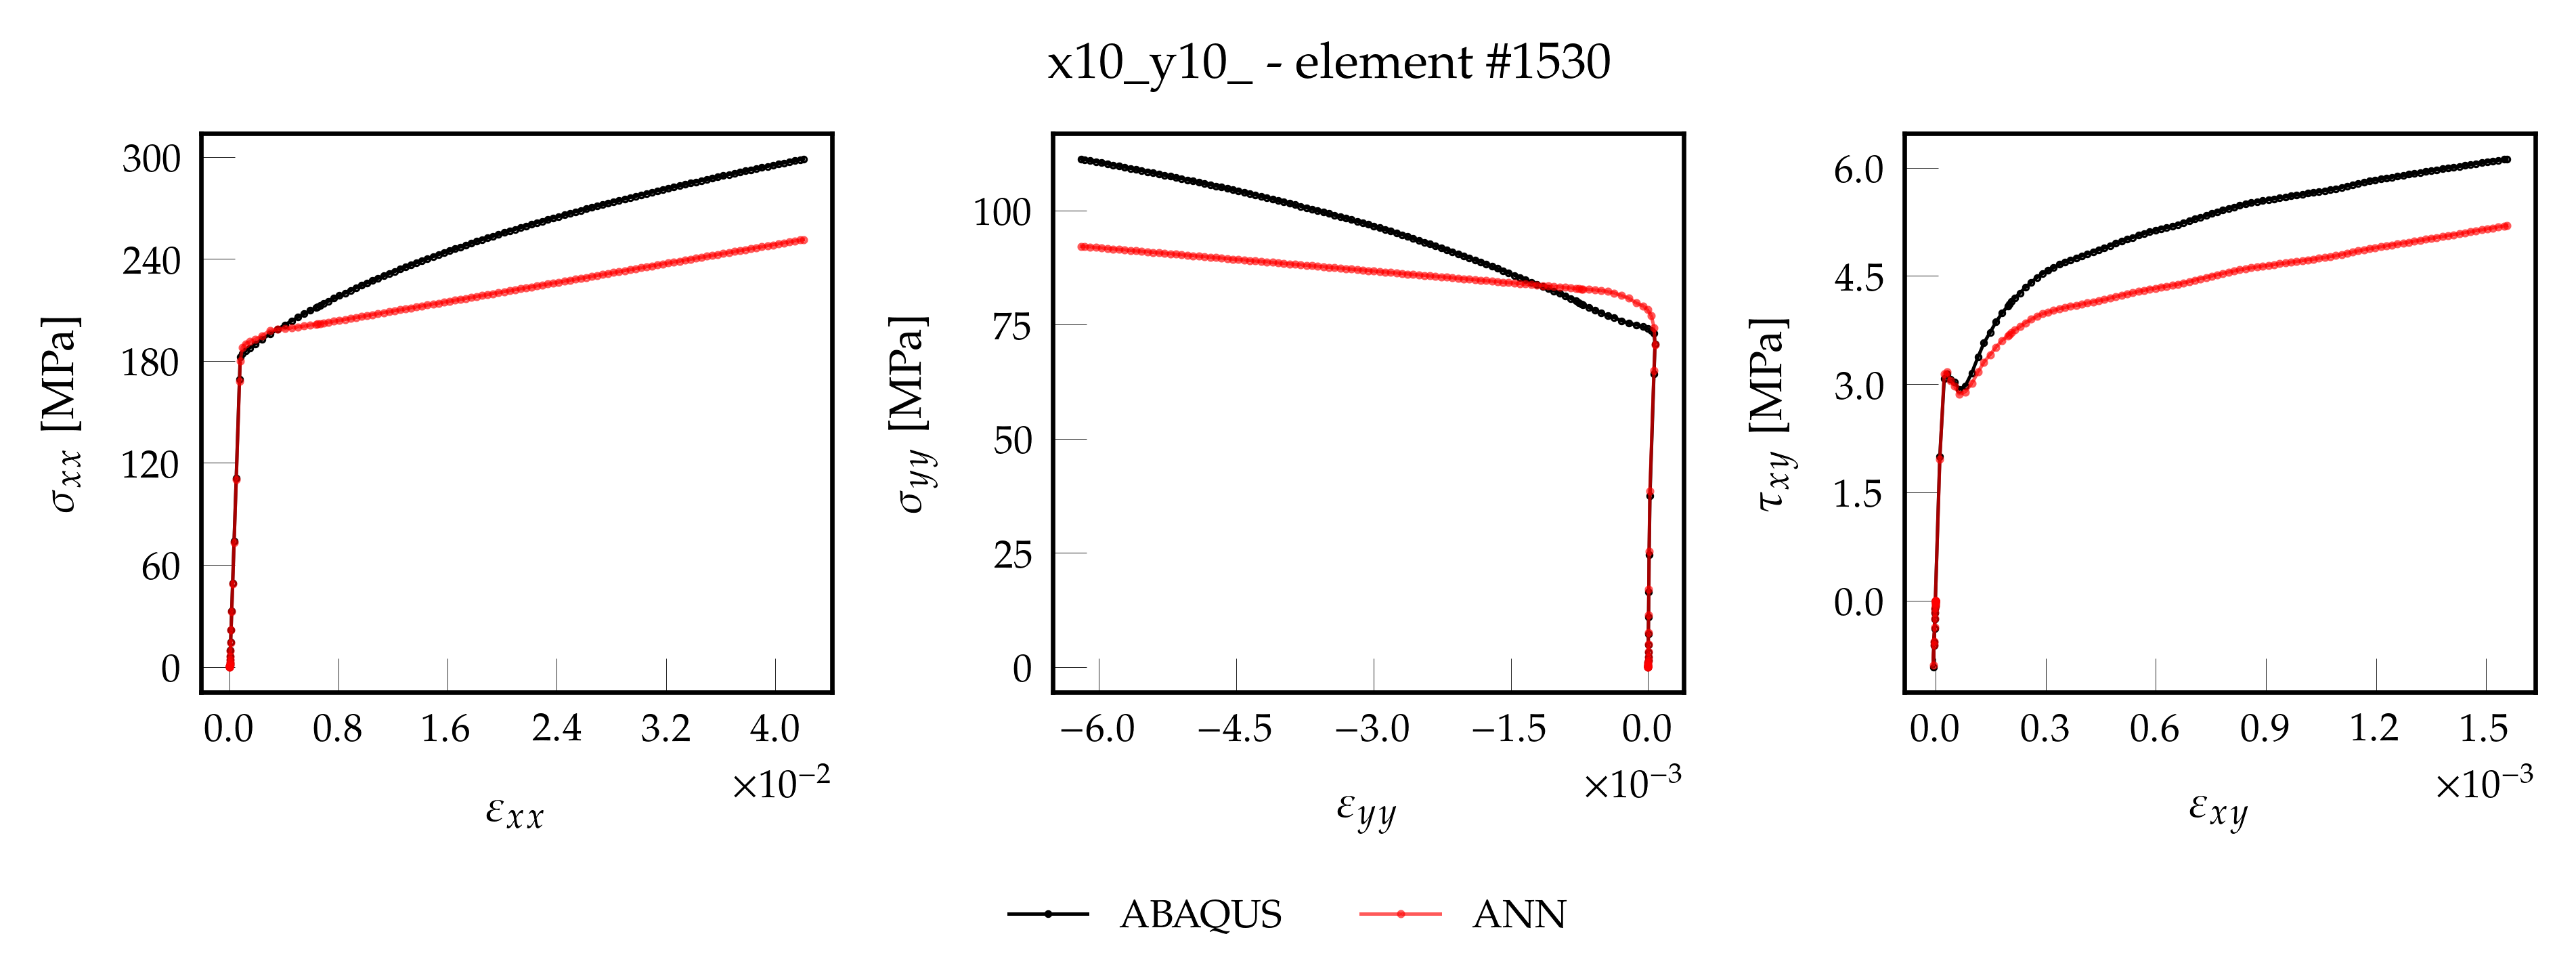 x10_y10_ - element #1530
300
240
180
120
60
0
σxx [MPa]
0.0 0.8 1.6 2.4 3.2 4.0
×10−2
εxx
100
75
50
25
0
σyy [MPa]
−6.0 −4.5 −3.0 −1.5 0.0
×10−3
εyy
6.0
4.5
3.0
1.5
0.0
τxy [MPa]
0.0 0.3 0.6 0.9 1.2 1.5
×10−3
εxy
ABAQUS ANN